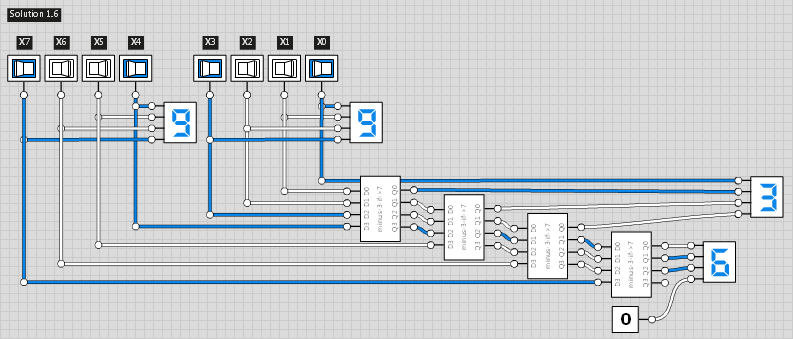 Solution 1.6
X7 X6 X5 X4 X3 X2 X1 X0
9 9
3
D0 Q0
D1 Q1
D2 Q2
D3 Q3
minus-3-if->7
D0 Q0
D1 Q1
D2 Q2
D3 Q3
minus-3-if->7
D0 Q0
D1 Q1
D2 Q2
D3 Q3
minus-3-if->7
D0 Q0
D1 Q1
D2 Q2
D3 Q3
minus-3-if->7
6
0